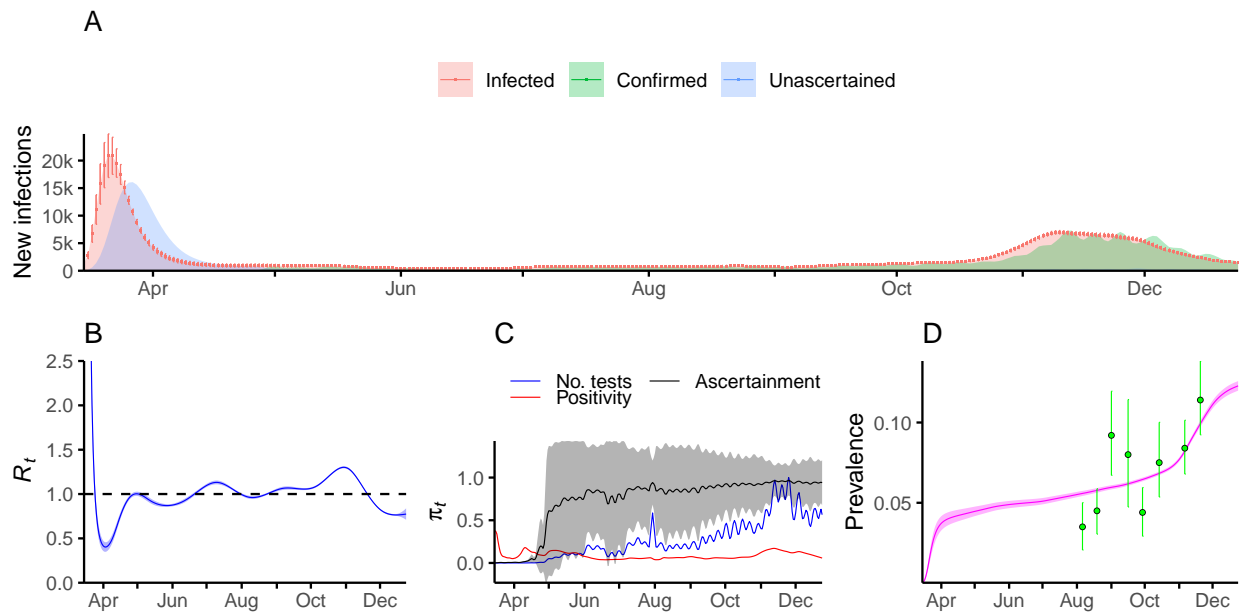 A
Infected Confirmed Unascertained
New infections
20k
15k
10k
5k
0
Apr Jun Aug Oct Dec
B
R_t
2.5
2.0
1.5
1.0
0.5
0.0
Apr Jun Aug Oct Dec
C
No. tests Ascertainment
Positivity
π_t
1.0
0.5
0.0
Apr Jun Aug Oct Dec
D
Prevalence
0.10
0.05
Apr Jun Aug Oct Dec